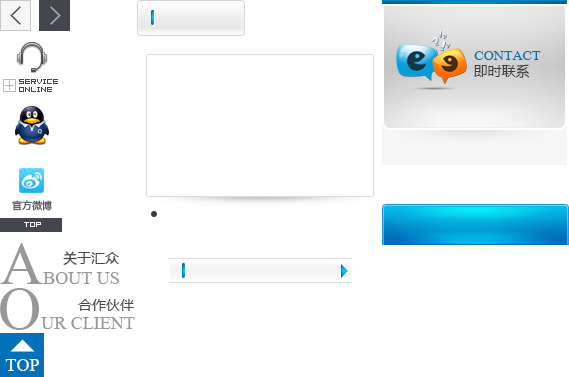 SERVICE
ONLINE
官方微博
TOP
关于汇众
ABOUT US
合作伙伴
OUR CLIENT
TOP
CONTACT
即时联系